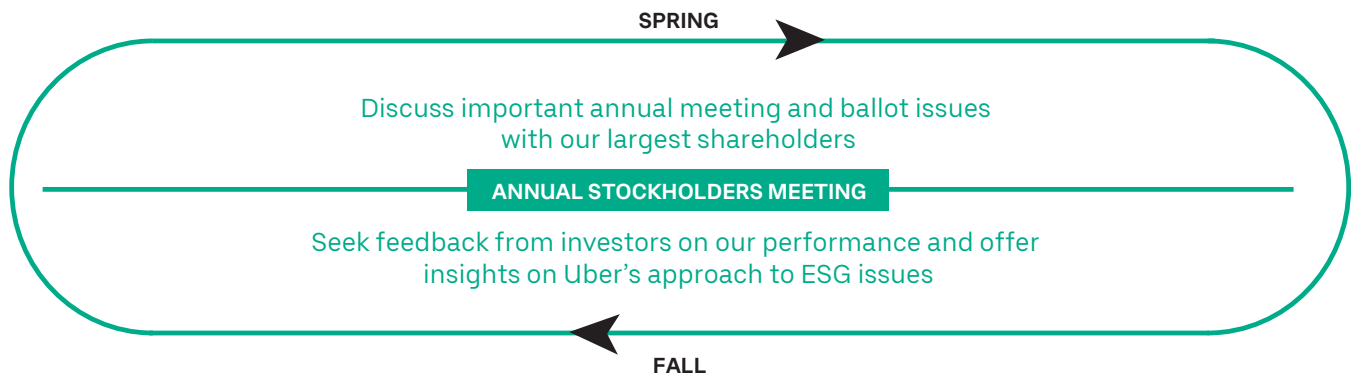 SPRING
Discuss important annual meeting and ballot issues
with our largest shareholders
ANNUAL STOCKHOLDERS MEETING
Seek feedback from investors on our performance and offer
insights on Uber’s approach to ESG issues
FALL